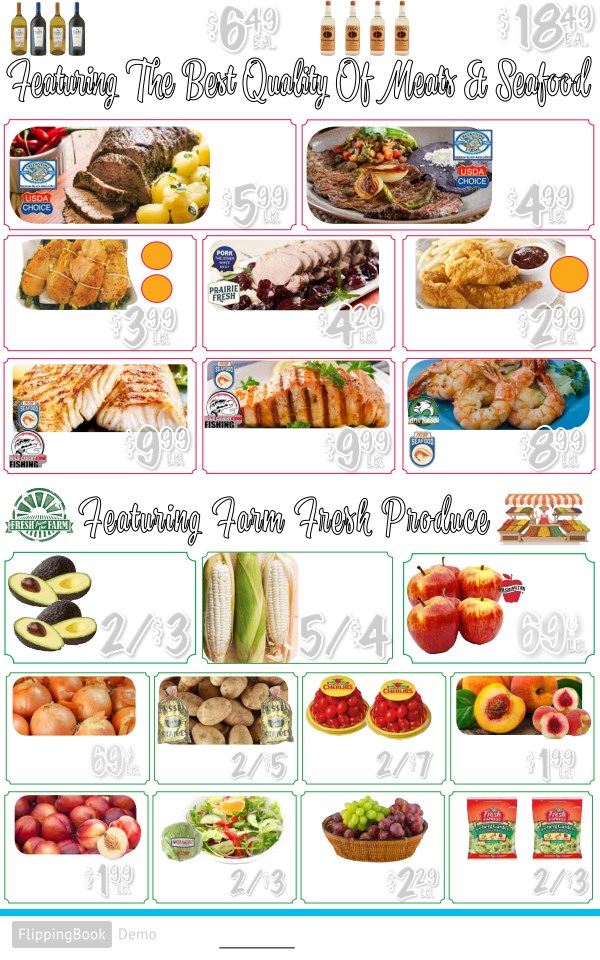 $6.49 EA.
$18.49 EA.
Featuring The Best Quality Of Meats & Seafood
USDA CHOICE
$5.99 LB.
USDA CHOICE
$4.99 LB.
$3.99 LB.
PORK
PRAIRIE FRESH
$4.29 LB.
$2.99 LB.
SEAFOOD
FISHING
$9.99 LB.
SEAFOOD
FISHING
$9.99 LB.
SEAFOOD
$8.99 LB.
FRESH from the FARM
Featuring Farm Fresh Produce
2/$3
5/$4
WASHINGTON
69¢ LB.
69¢ LB.
RUSSET POTATOES
2/$5
CHERUBS
CHERUBS
2/$7
$1.99 LB.
$1.99 LB.
2/$3
$2.29 LB.
Fresh EXPRESS
Fresh EXPRESS
2/$3
FlippingBook Demo